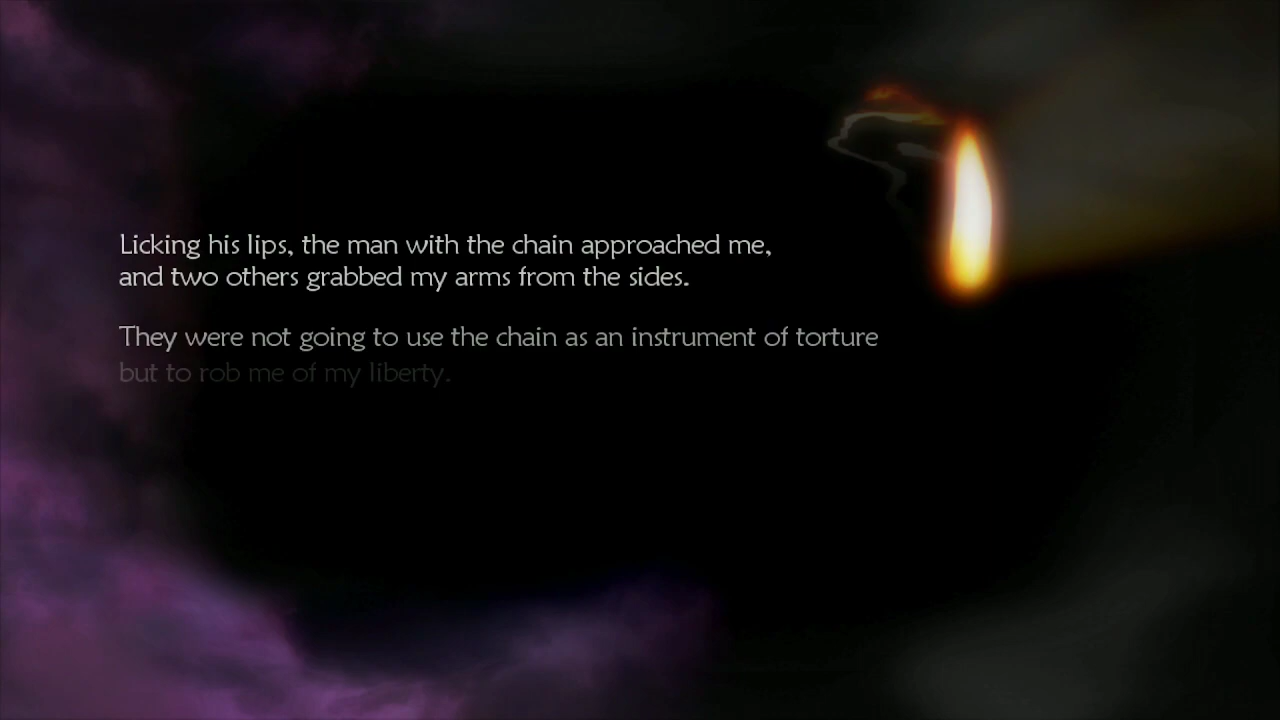 Licking his lips, the man with the chain approached me,
and two others grabbed my arms from the sides.
They were not going to use the chain as an instrument of torture
but to rob me of my liberty.